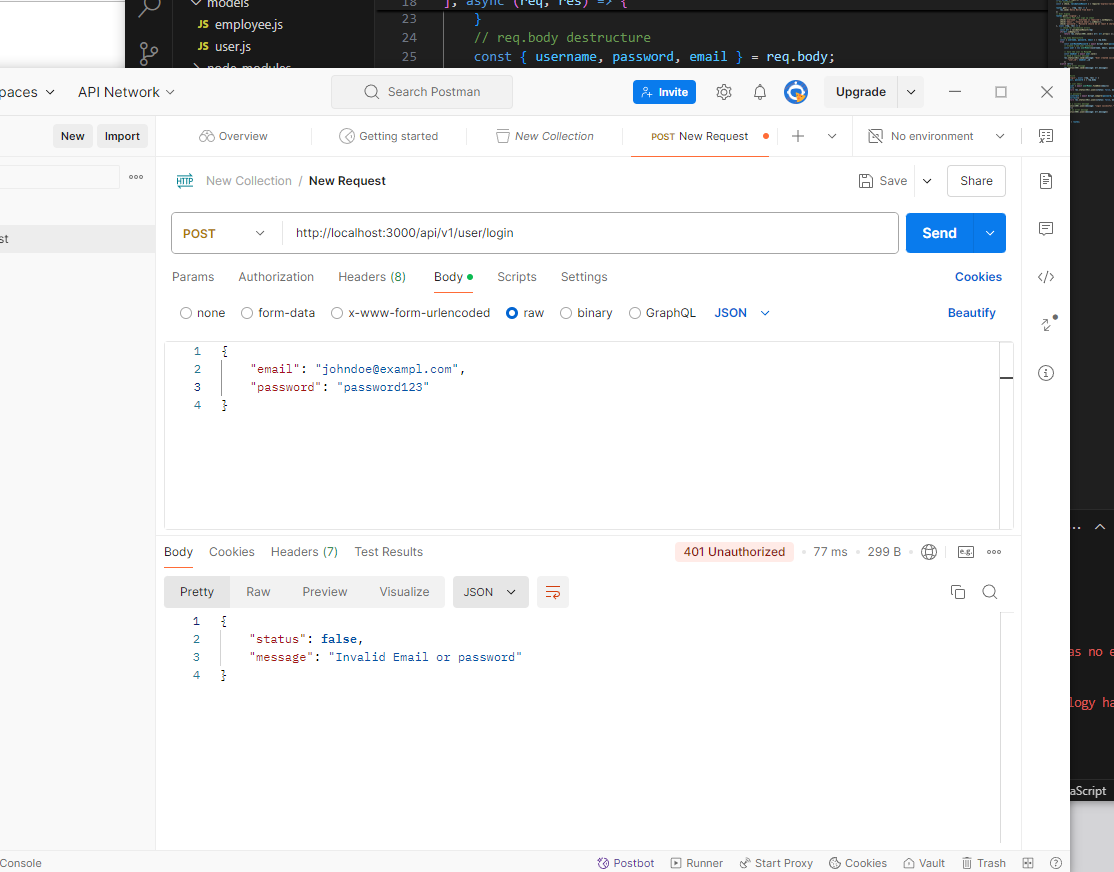 models
JS employee.js
JS user.js
node_modules
18 ], async (req, res) => {
23 }
24 // req.body destructure
25 const { username, password, email } = req.body;
paces API Network Search Postman Invite Upgrade
New Import Overview Getting started New Collection POST New Request No environment
HTTP New Collection / New Request Save Share
st
POST http://localhost:3000/api/v1/user/login Send
Params Authorization Headers (8) Body Scripts Settings Cookies
none form-data x-www-form-urlencoded raw binary GraphQL JSON Beautify
1 {
2 "email": "johndoe@exampl.com",
3 "password": "password123"
4 }
Body Cookies Headers (7) Test Results 401 Unauthorized 77 ms 299 B e.g.
Pretty Raw Preview Visualize JSON
1 {
2 "status": false,
3 "message": "Invalid Email or password"
4 }
as no e
logy ha
aScript
Console Postbot Runner Start Proxy Cookies Vault Trash